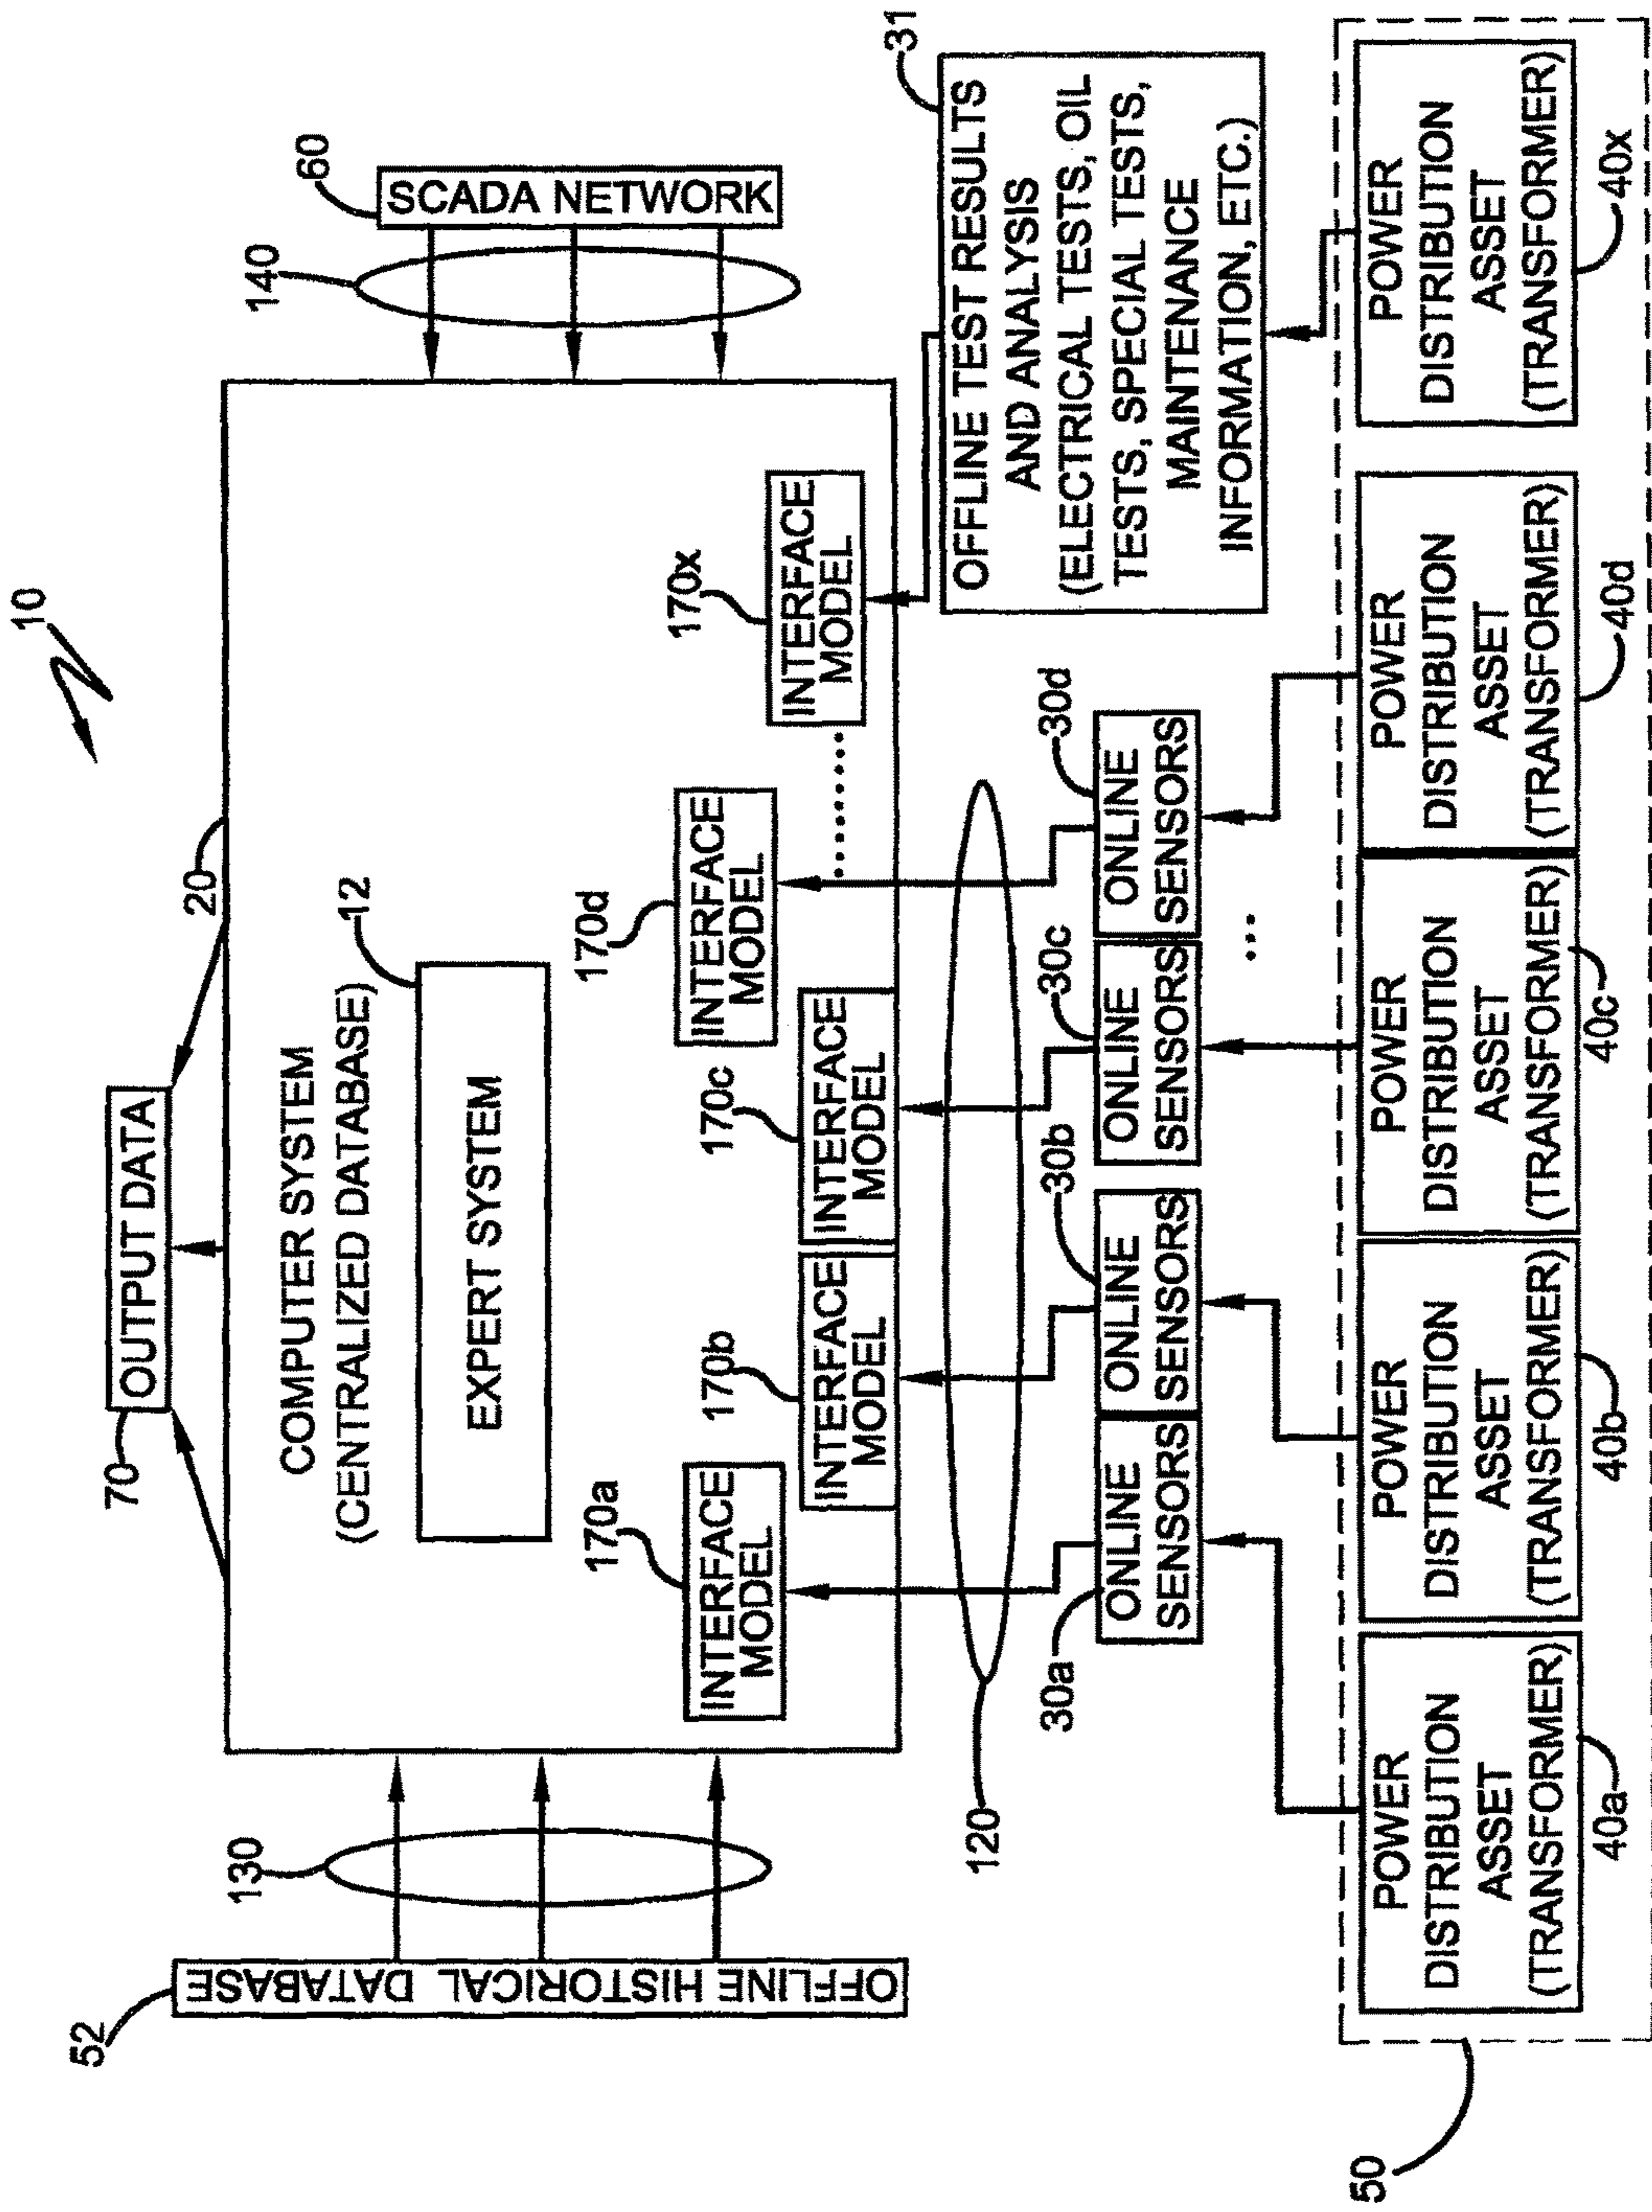 10
70
OUTPUT DATA
20
COMPUTER SYSTEM
(CENTRALIZED DATABASE)
EXPERT SYSTEM
12
52
OFFLINE HISTORICAL DATABASE
130
140
60
SCADA NETWORK
170a
INTERFACE
MODEL
170b
INTERFACE
MODEL
170c
INTERFACE
MODEL
170d
INTERFACE
MODEL
170x
INTERFACE
MODEL
120
30a
ONLINE
SENSORS
30b
ONLINE
SENSORS
30c
ONLINE
SENSORS
30d
ONLINE
SENSORS
31
OFFLINE TEST RESULTS
AND ANALYSIS
(ELECTRICAL TESTS, OIL
TESTS, SPECIAL TESTS,
MAINTENANCE
INFORMATION, ETC.)
50
POWER
DISTRIBUTION
ASSET
(TRANSFORMER)
40a
POWER
DISTRIBUTION
ASSET
(TRANSFORMER)
40b
POWER
DISTRIBUTION
ASSET
(TRANSFORMER)
40c
POWER
DISTRIBUTION
ASSET
(TRANSFORMER)
40d
POWER
DISTRIBUTION
ASSET
(TRANSFORMER)
40x